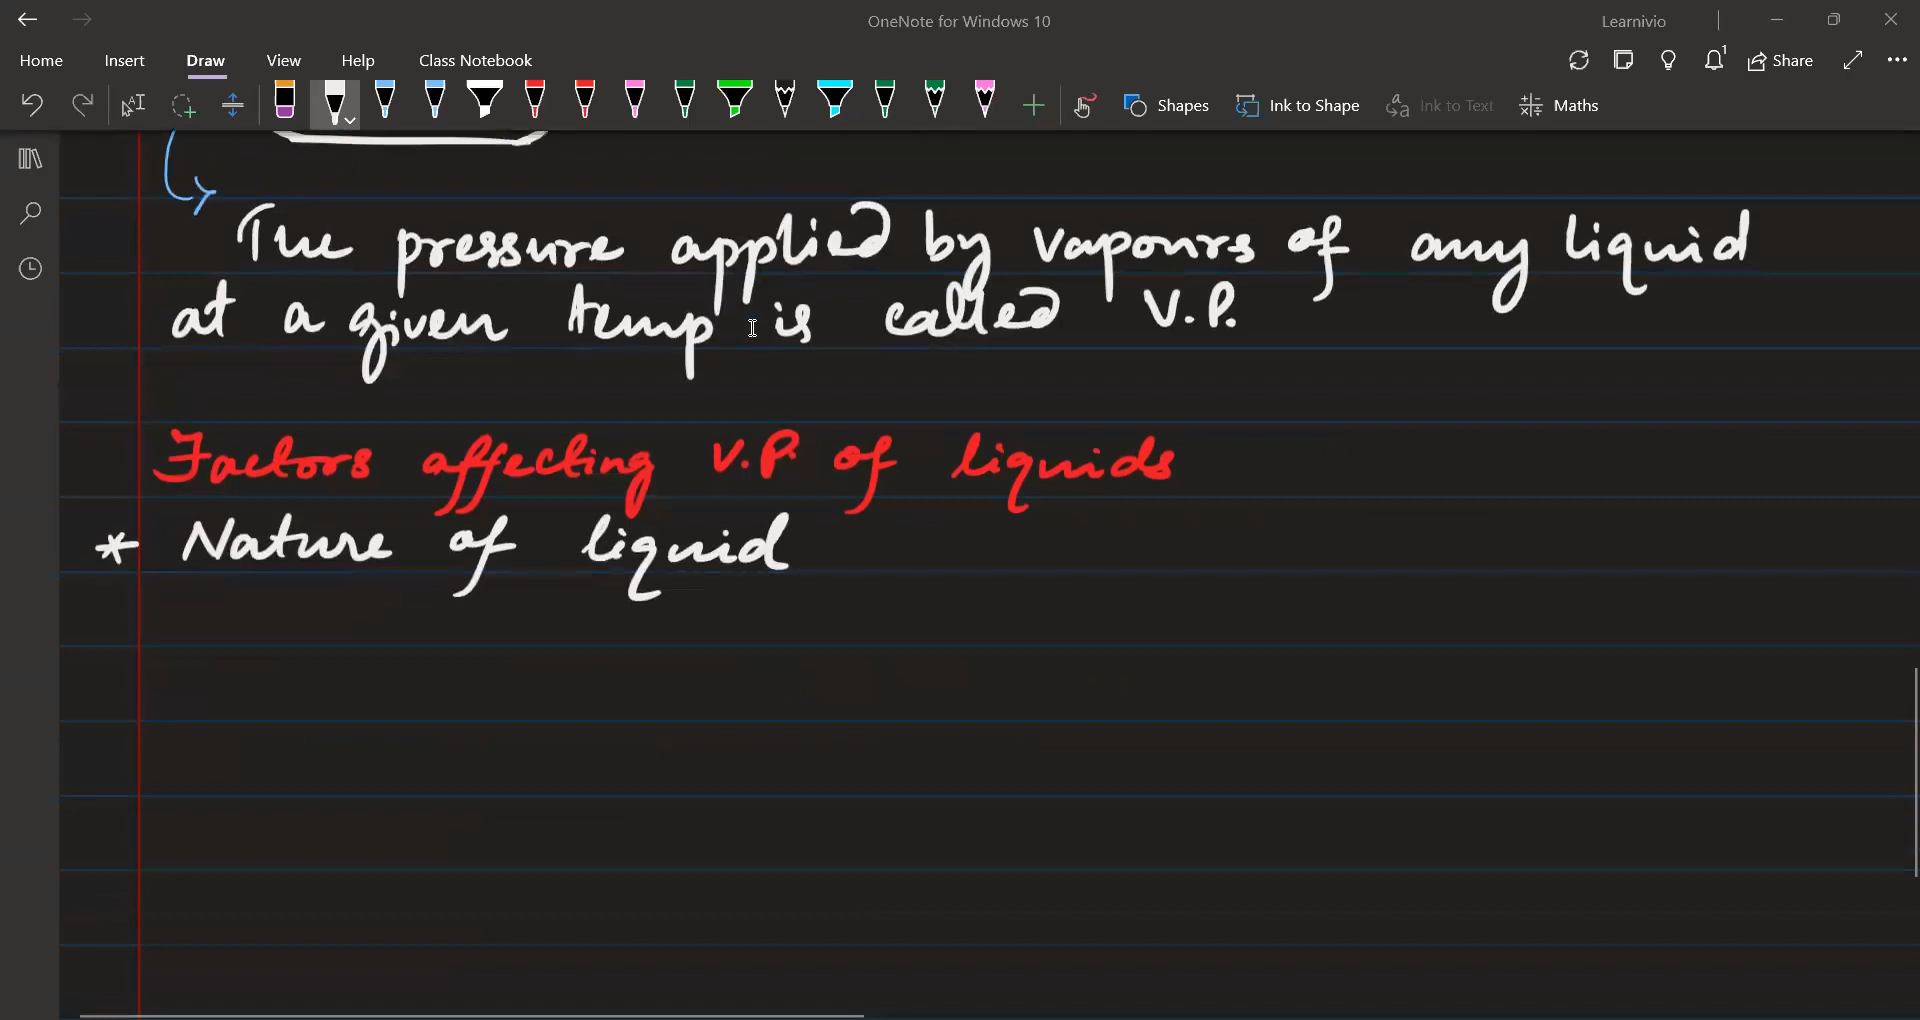 OneNote for Windows 10
Learnivio
Home Insert Draw View Help Class Notebook
1
Share
Shapes Ink to Shape Ink to Text Maths
The pressure applied by vapours of any liquid
at a given temp is called V.P.
Factors affecting V.P. of liquids
* Nature of liquid